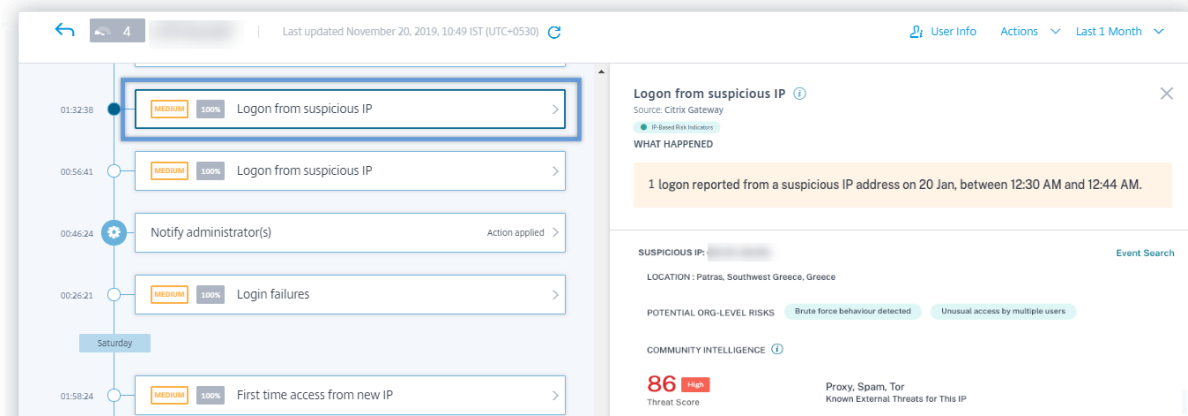 4
Last updated November 20, 2019, 10:49 IST (UTC+0530)
User Info
Actions
Last 1 Month
01:32:38
MEDIUM 100% Logon from suspicious IP
00:56:41
MEDIUM 100% Logon from suspicious IP
00:46:24
Notify administrator(s) Action applied
00:26:21
MEDIUM 100% Login failures
Saturday
01:58:24
MEDIUM 100% First time access from new IP
Logon from suspicious IP
Source: Citrix Gateway
IP Based Risk Indicators
WHAT HAPPENED
1 logon reported from a suspicious IP address on 20 Jan, between 12:30 AM and 12:44 AM.
SUSPICIOUS IP:
Event Search
LOCATION : Patras, Southwest Greece, Greece
POTENTIAL ORG-LEVEL RISKS Brute force behaviour detected Unusual access by multiple users
COMMUNITY INTELLIGENCE
86 High
Threat Score
Proxy, Spam, Tor
Known External Threats for This IP